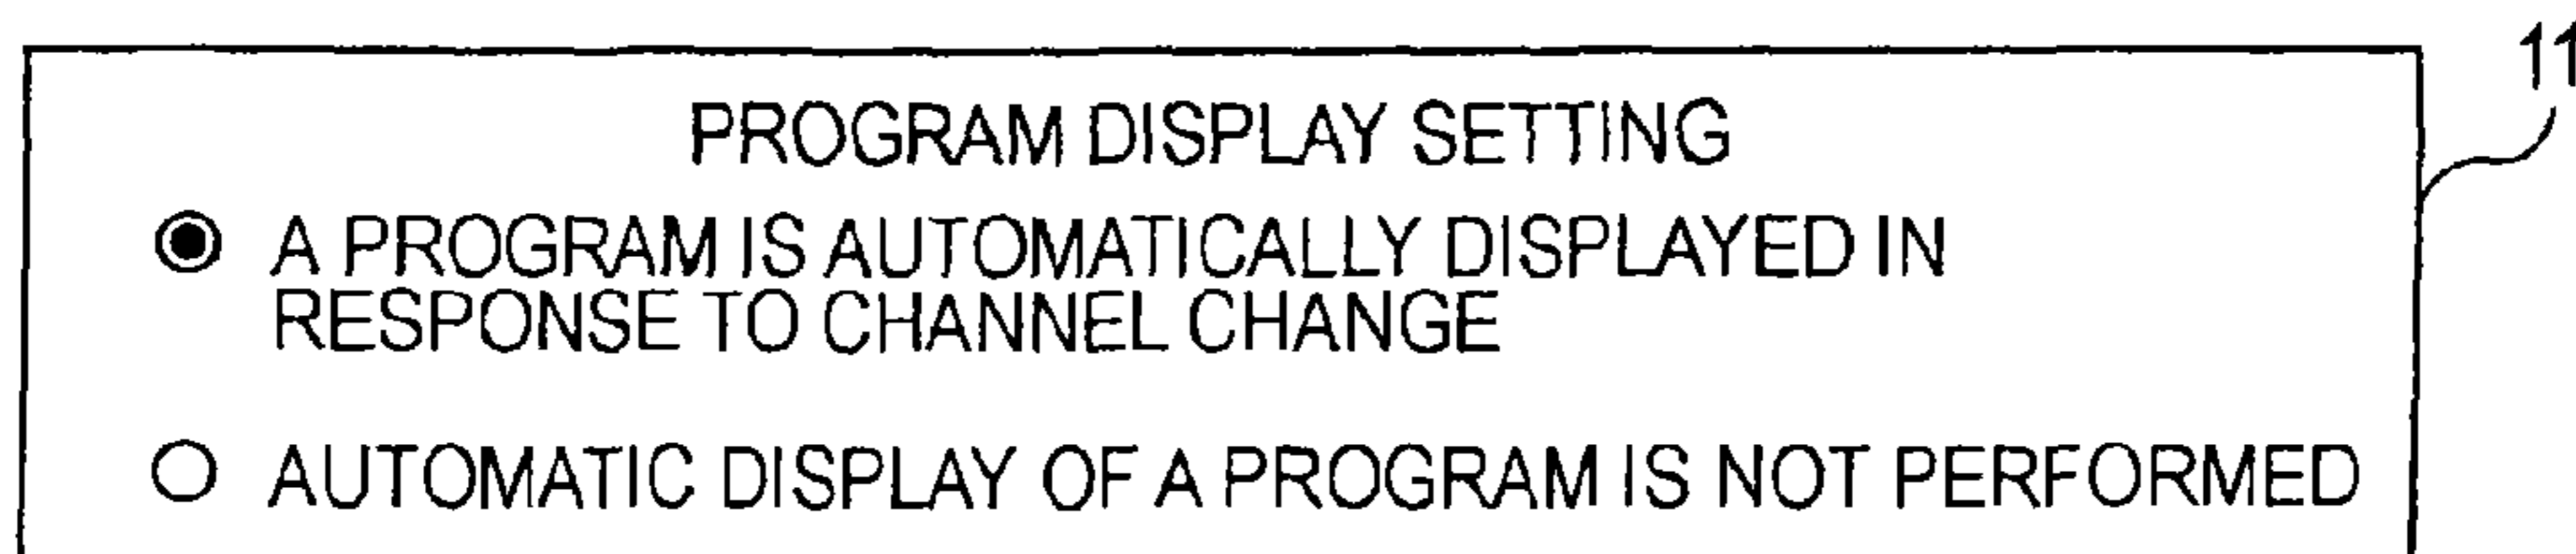 11
PROGRAM DISPLAY SETTING
A PROGRAM IS AUTOMATICALLY DISPLAYED IN
RESPONSE TO CHANNEL CHANGE
AUTOMATIC DISPLAY OF A PROGRAM IS NOT PERFORMED